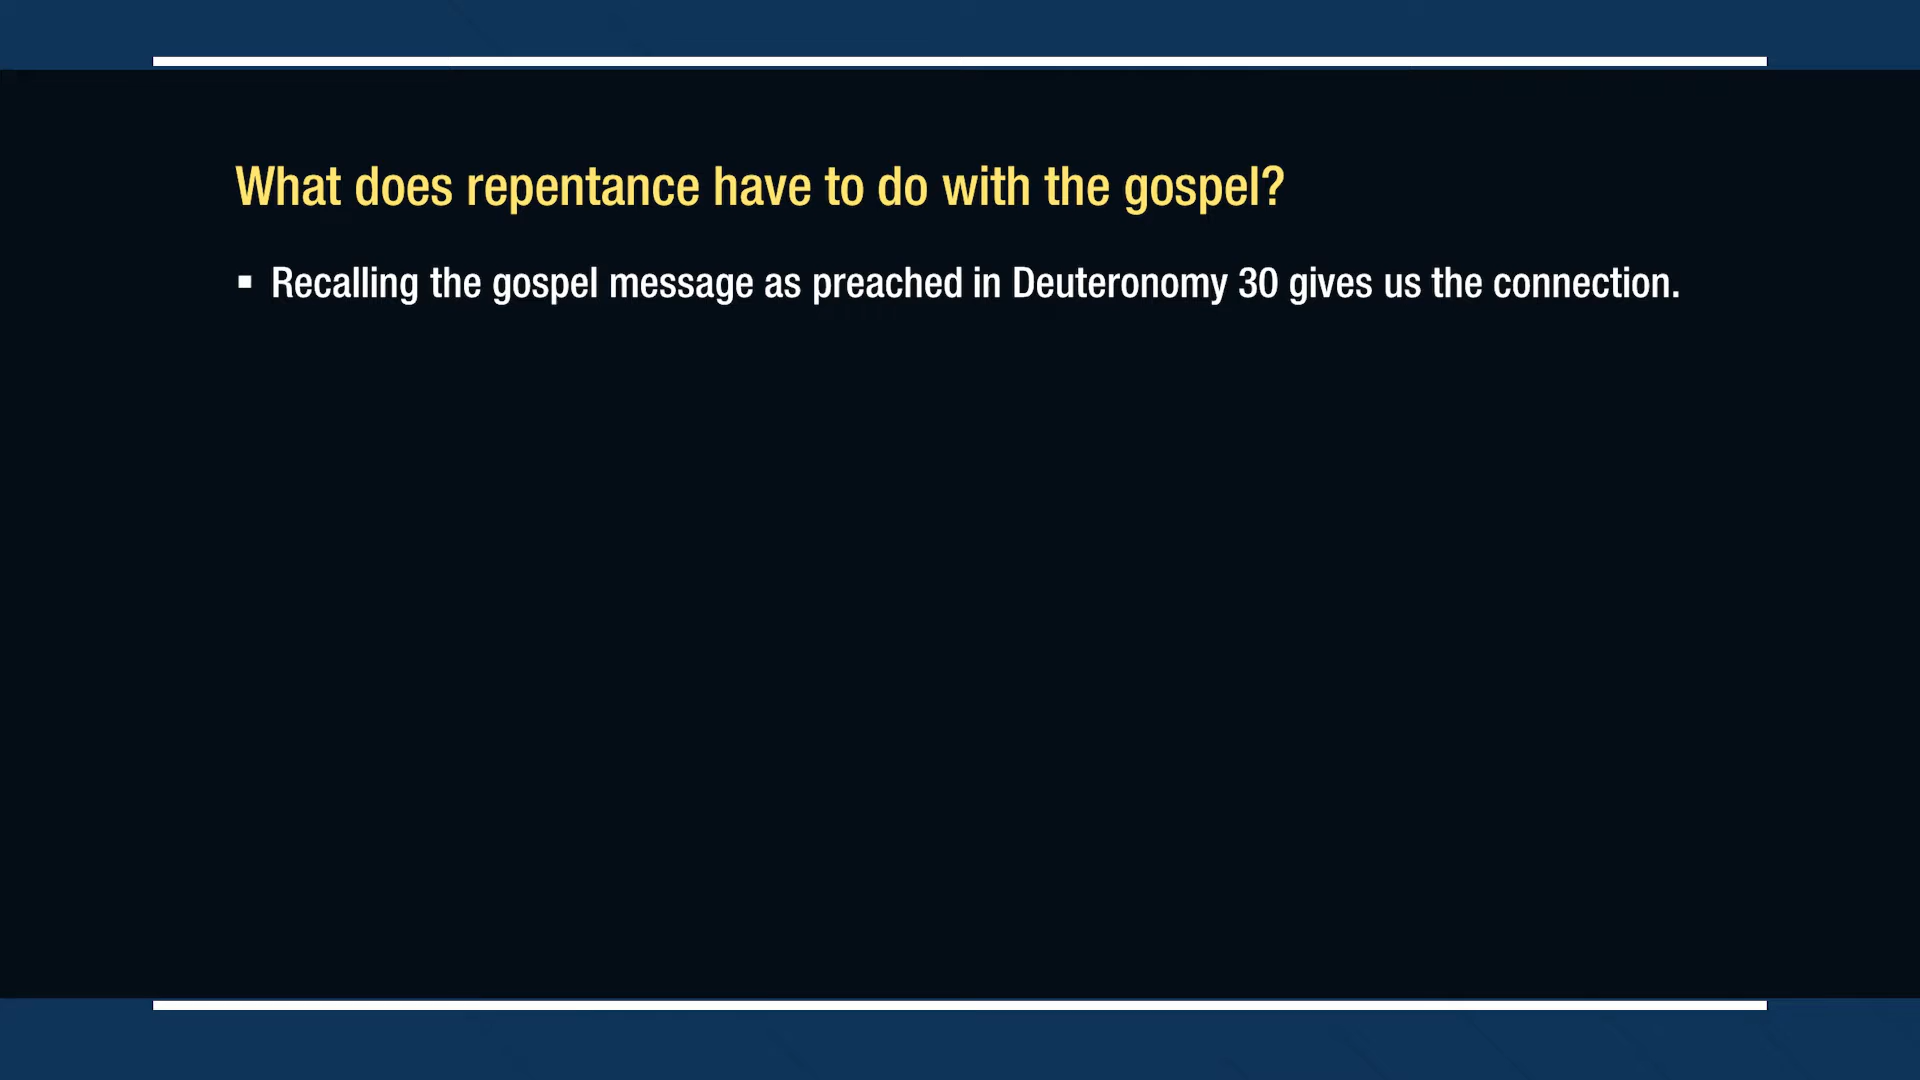 What does repentance have to do with the gospel?
▪ Recalling the gospel message as preached in Deuteronomy 30 gives us the connection.